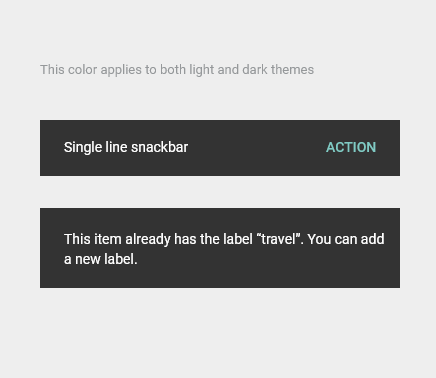 This color applies to both light and dark themes
Single line snackbar ACTION
This item already has the label “travel”. You can add
a new label.